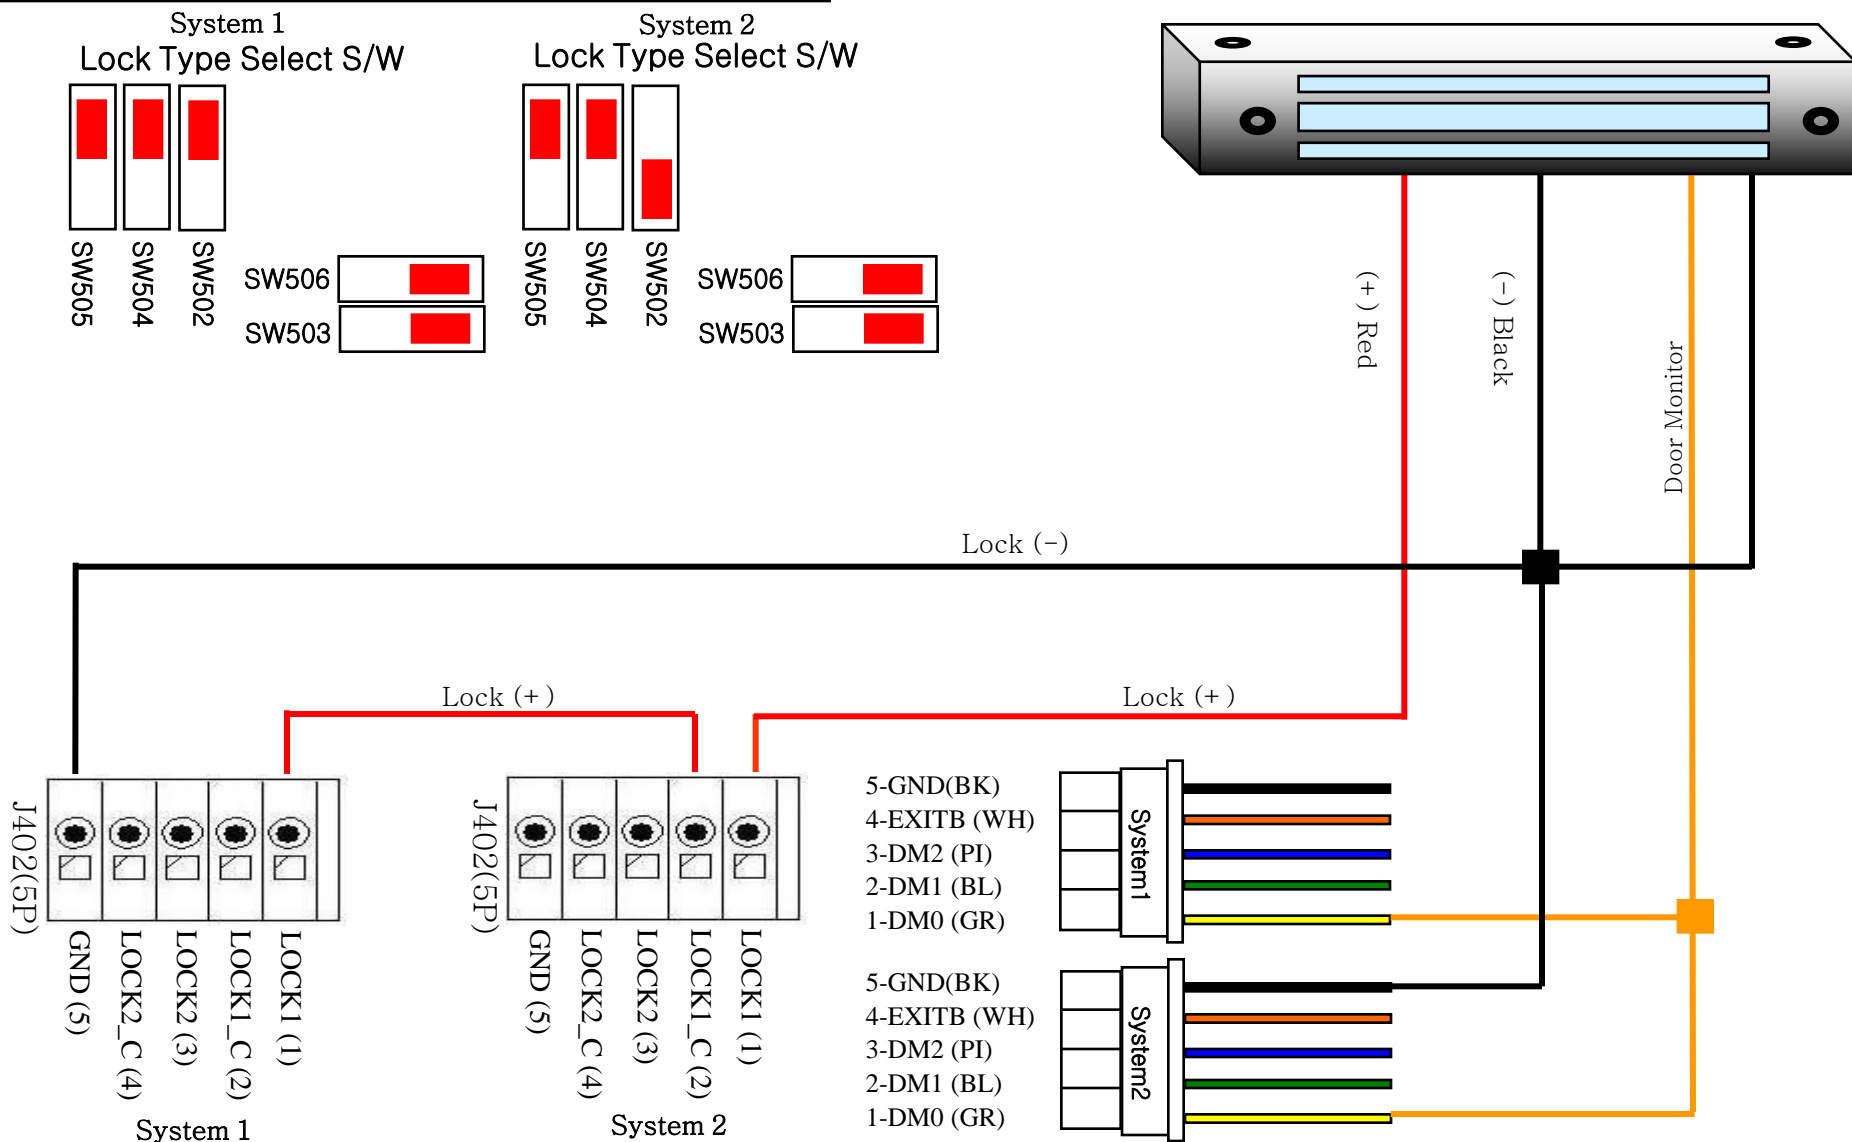 System 1
Lock Type Select S/W
SW505
SW504
SW502
SW506
SW503
System 2
Lock Type Select S/W
SW505
SW504
SW502
SW506
SW503
(+) Red
(-) Black
Door Monitor
Lock (-)
Lock (+)
Lock (+)
J402(5P)
GND (5)
LOCK2_C (4)
LOCK2 (3)
LOCK1_C (2)
LOCK1 (1)
System 1
J402(5P)
GND (5)
LOCK2_C (4)
LOCK2 (3)
LOCK1_C (2)
LOCK1 (1)
System 2
5-GND(BK)
4-EXITB (WH)
3-DM2 (PI)
2-DM1 (BL)
1-DM0 (GR)
System1
5-GND(BK)
4-EXITB (WH)
3-DM2 (PI)
2-DM1 (BL)
1-DM0 (GR)
System2